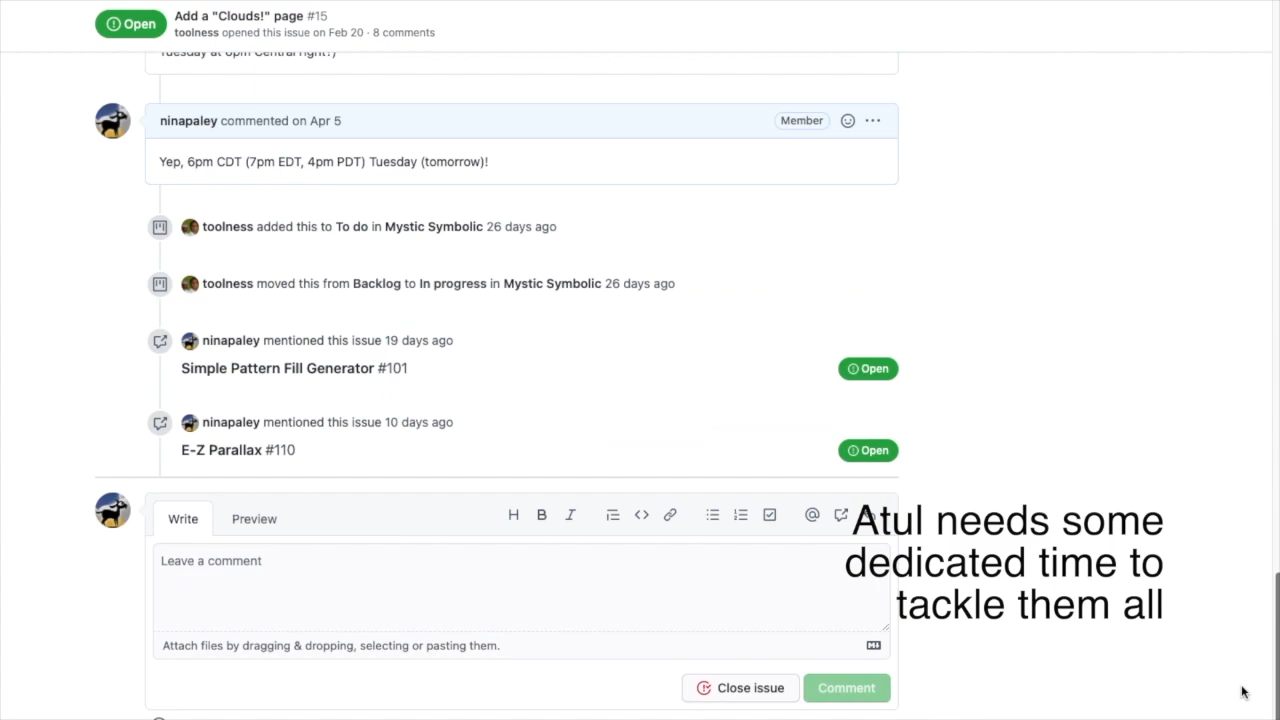 Open
Add a "Clouds!" page #15
toolness opened this issue on Feb 20 · 8 comments
Tuesday at 6pm Central right?)
ninapaley commented on Apr 5
Member
Yep, 6pm CDT (7pm EDT, 4pm PDT) Tuesday (tomorrow)!
toolness added this to To do in Mystic Symbolic 26 days ago
toolness moved this from Backlog to In progress in Mystic Symbolic 26 days ago
ninapaley mentioned this issue 19 days ago
Simple Pattern Fill Generator #101
Open
ninapaley mentioned this issue 10 days ago
E-Z Parallax #110
Open
Write
Preview
Leave a comment
Attach files by dragging & dropping, selecting or pasting them.
Close issue
Comment
Atul needs some
dedicated time to
tackle them all